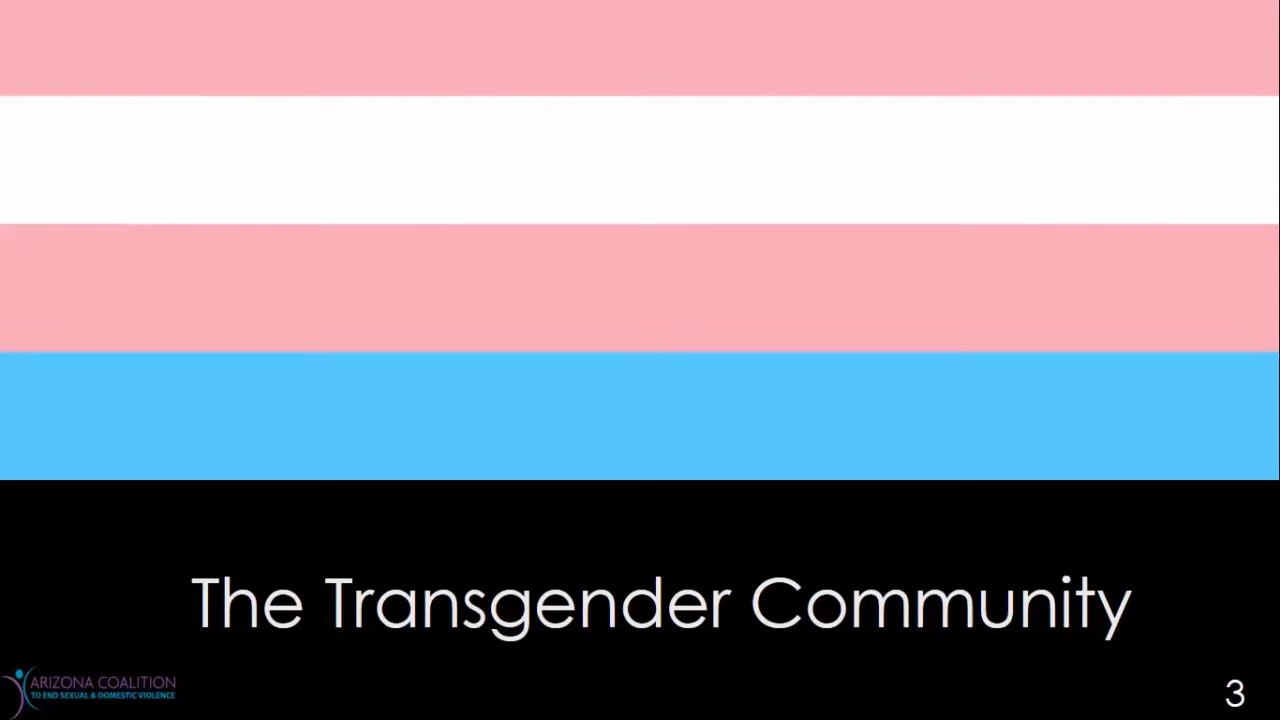 The Transgender Community
ARIZONA COALITION
TO END SEXUAL & DOMESTIC VIOLENCE
3